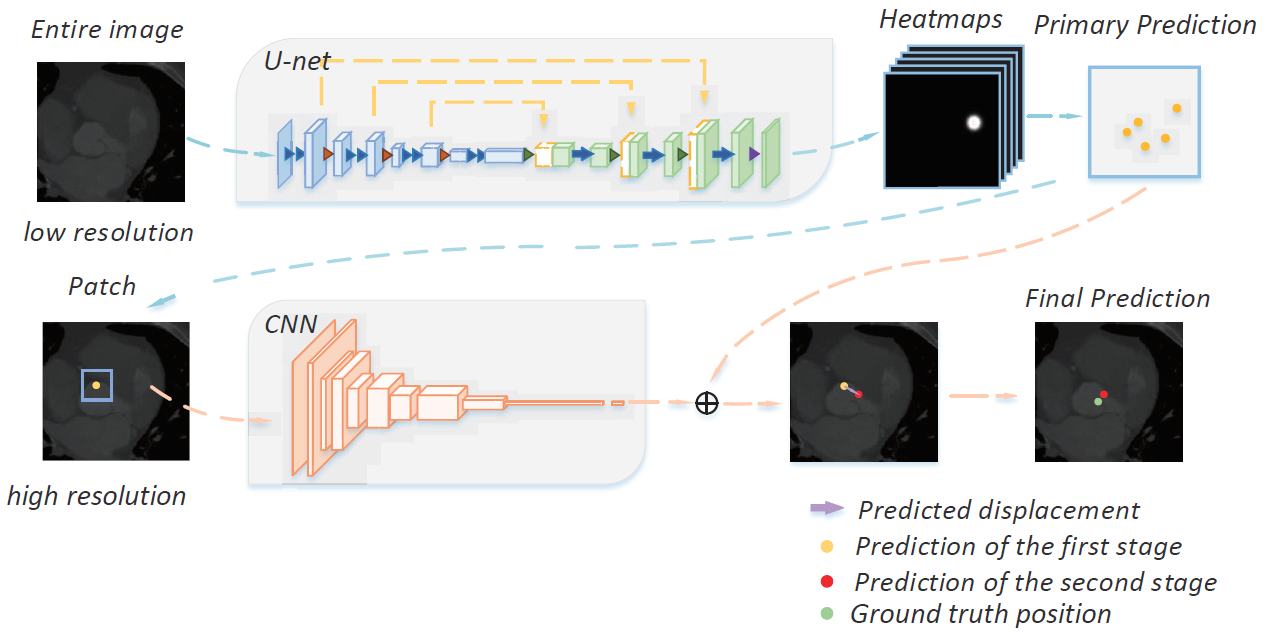 Entire image
U-net
Heatmaps
Primary Prediction
low resolution
Patch
CNN
Final Prediction
high resolution
Predicted displacement
Prediction of the first stage
Prediction of the second stage
Ground truth position